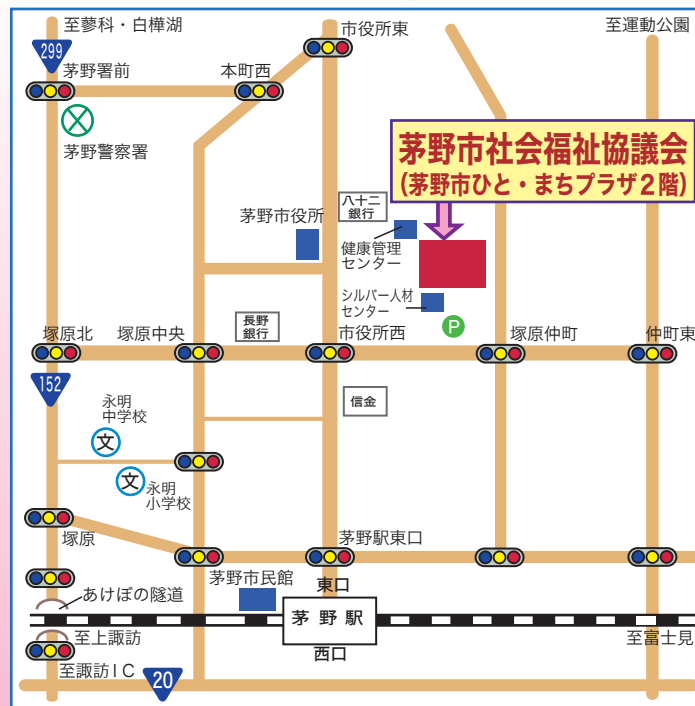 至蓼科・白樺湖
市役所東
至運動公園
299
茅野署前
本町西
茅野警察署
茅野市社会福祉協議会
(茅野市ひと・まちプラザ2階)
茅野市役所
八十二
銀行
健康管理
センター
シルバー人材
センター
P
長野
銀行
塚原北
塚原中央
市役所西
塚原仲町
仲町東
152
信金
永明
中学校
文
文
永明
小学校
塚原
茅野駅東口
あけぼの隧道
茅野市民館
東口
茅野駅
西口
至上諏訪
至富士見
至諏訪IC
20